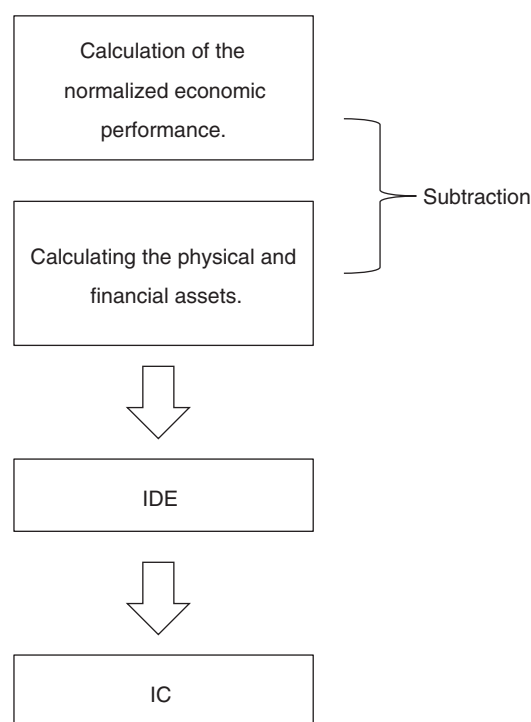 Calculation of the
normalized economic
performance.
Subtraction
Calculating the physical and
financial assets.
IDE
IC